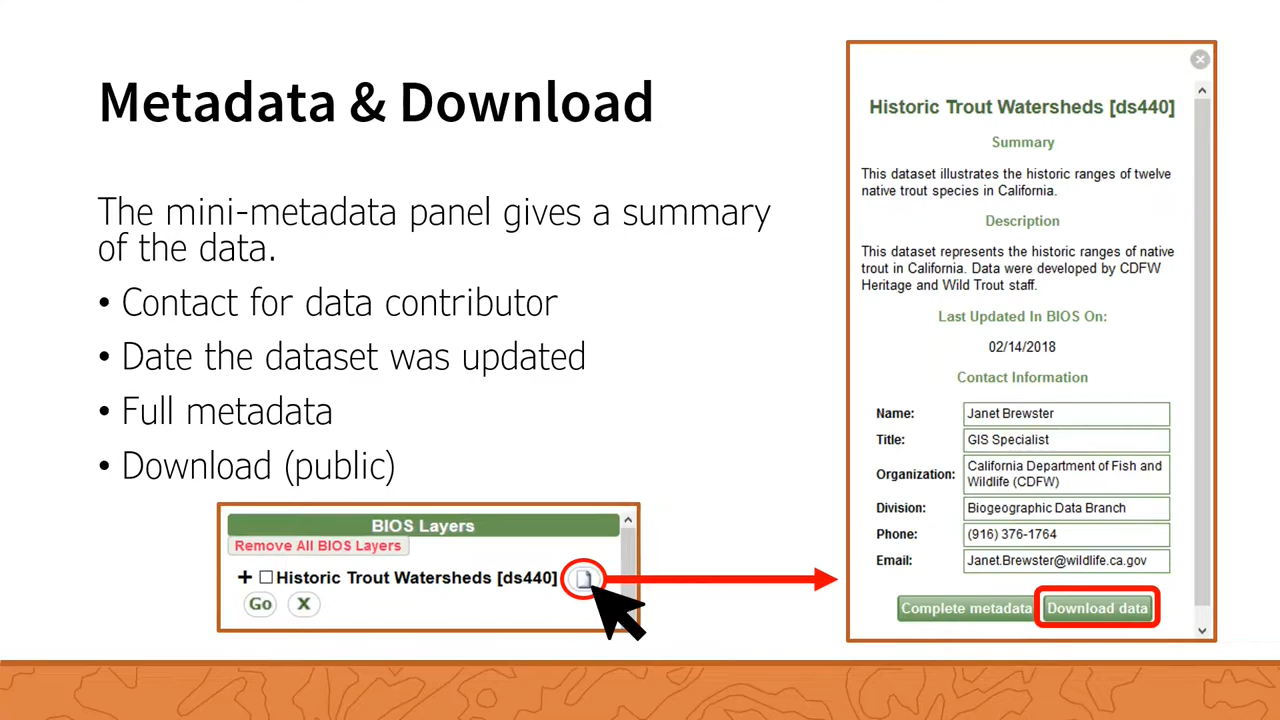 Metadata & Download
The mini-metadata panel gives a summary
of the data.
• Contact for data contributor
• Date the dataset was updated
• Full metadata
• Download (public)
BIOS Layers
Remove All BIOS Layers
Historic Trout Watersheds [ds440]
Go X
Historic Trout Watersheds [ds440]
Summary
This dataset illustrates the historic ranges of twelve
native trout species in California.
Description
This dataset represents the historic ranges of native
trout in California. Data were developed by CDFW
Heritage and Wild Trout staff.
Last Updated In BIOS On:
02/14/2018
Contact Information
Name: Janet Brewster
Title: GIS Specialist
Organization: California Department of Fish and
Wildlife (CDFW)
Division: Biogeographic Data Branch
Phone: (916) 376-1764
Email: Janet.Brewster@wildlife.ca.gov
Complete metadata Download data